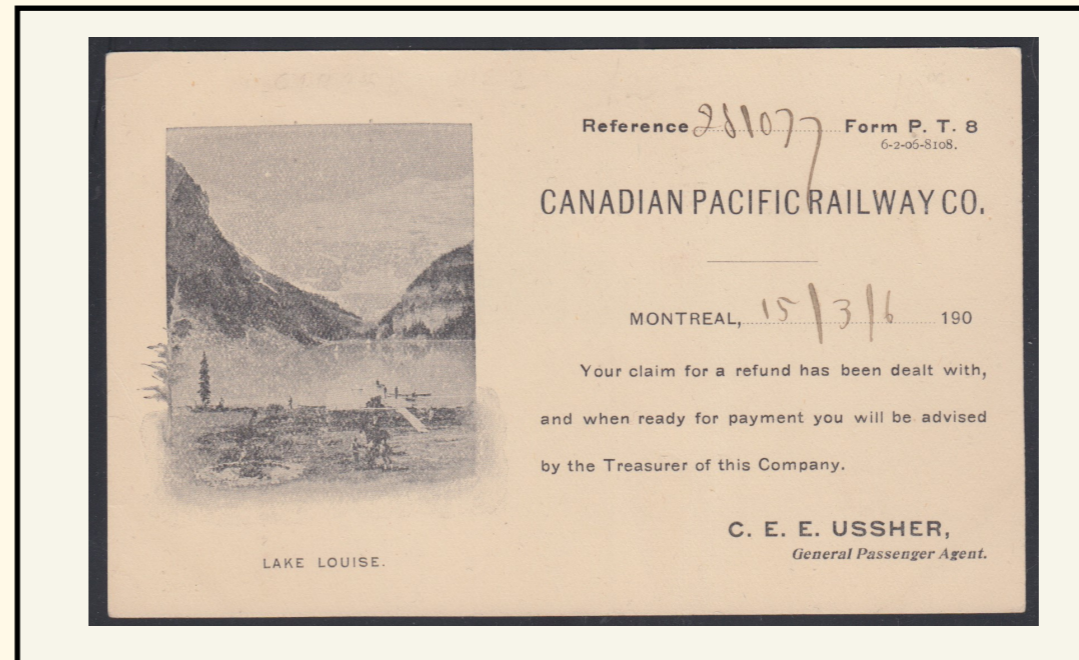 Reference 281077 Form P. T. 8
6-2-06-8108.
CANADIAN PACIFIC RAILWAY CO.
MONTREAL, 15/3/6 190
Your claim for a refund has been dealt with,
and when ready for payment you will be advised
by the Treasurer of this Company.
C. E. E. USSHER,
General Passenger Agent.
LAKE LOUISE.